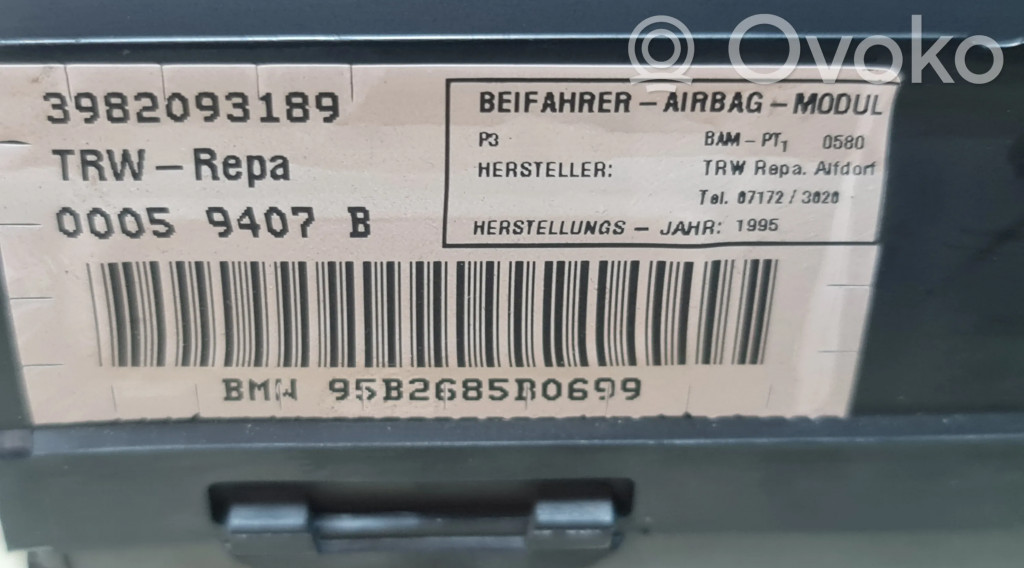 Ovoko
3982093189
TRW-Repa
0005 9407 B
BEIFAHRER-AIRBAG-MODUL
P3 BAM-PT1 0580
HERSTELLER: TRW Repa. Alfdorf
Tel. 07172/3020
HERSTELLUNGS-JAHR: 1995
BMW 95B2685B0699